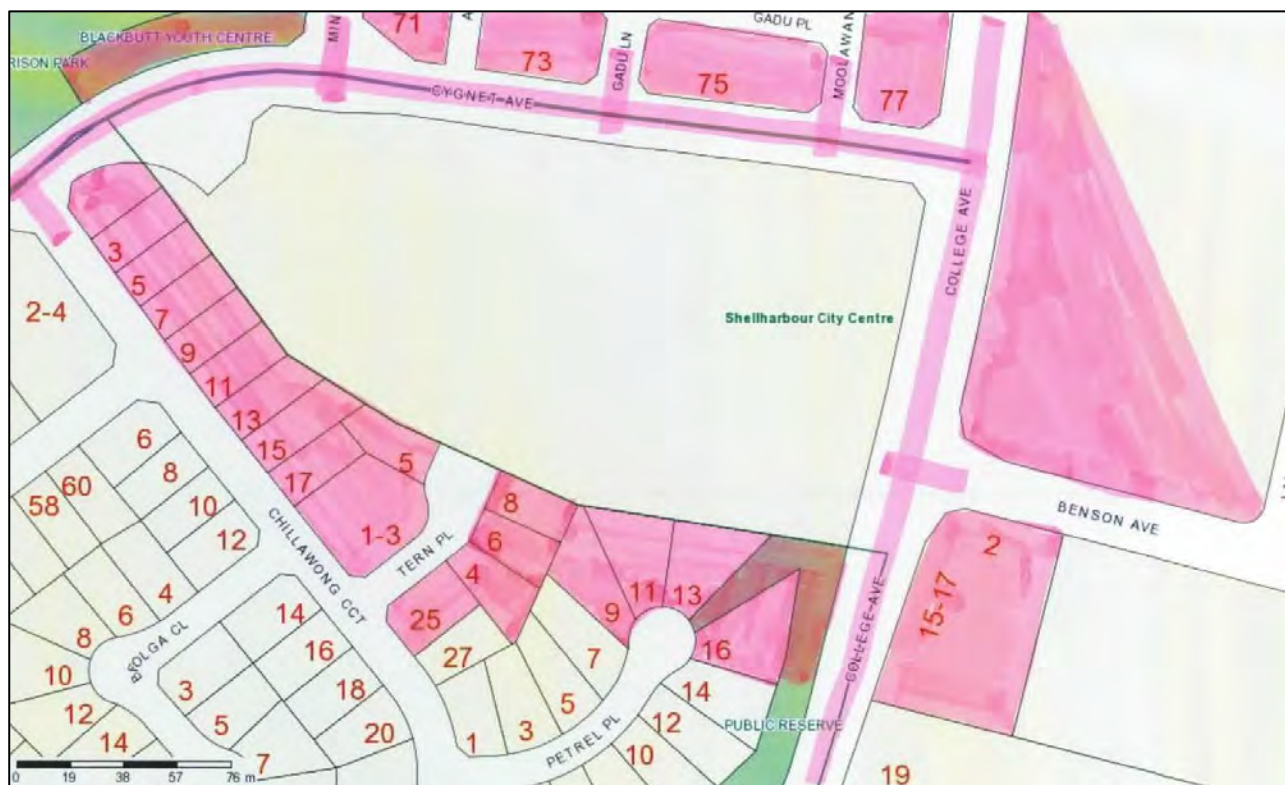 BLACKBUTT YOUTH CENTRE
RISON PARK
MIN
71
A
73
GADU LN
GADU PL
75
MOOLAWAN
77
CYGNET AVE
COLLEGE AVE
Shellharbour City Centre
2-4
3
5
7
9
11
13
15
17
1-3
5
TERN PL
8
6
4
25
27
CHILLAWONG CCT
6
8
10
12
58
60
4
6
8
10
12
14
BOLGA CL
3
5
7
14
16
18
20
1
3
5
7
9
11
13
16
14
12
10
PETREL PL
PUBLIC RESERVE
COLLEGE AVE
BENSON AVE
2
15-17
19
0 19 38 57 76 m